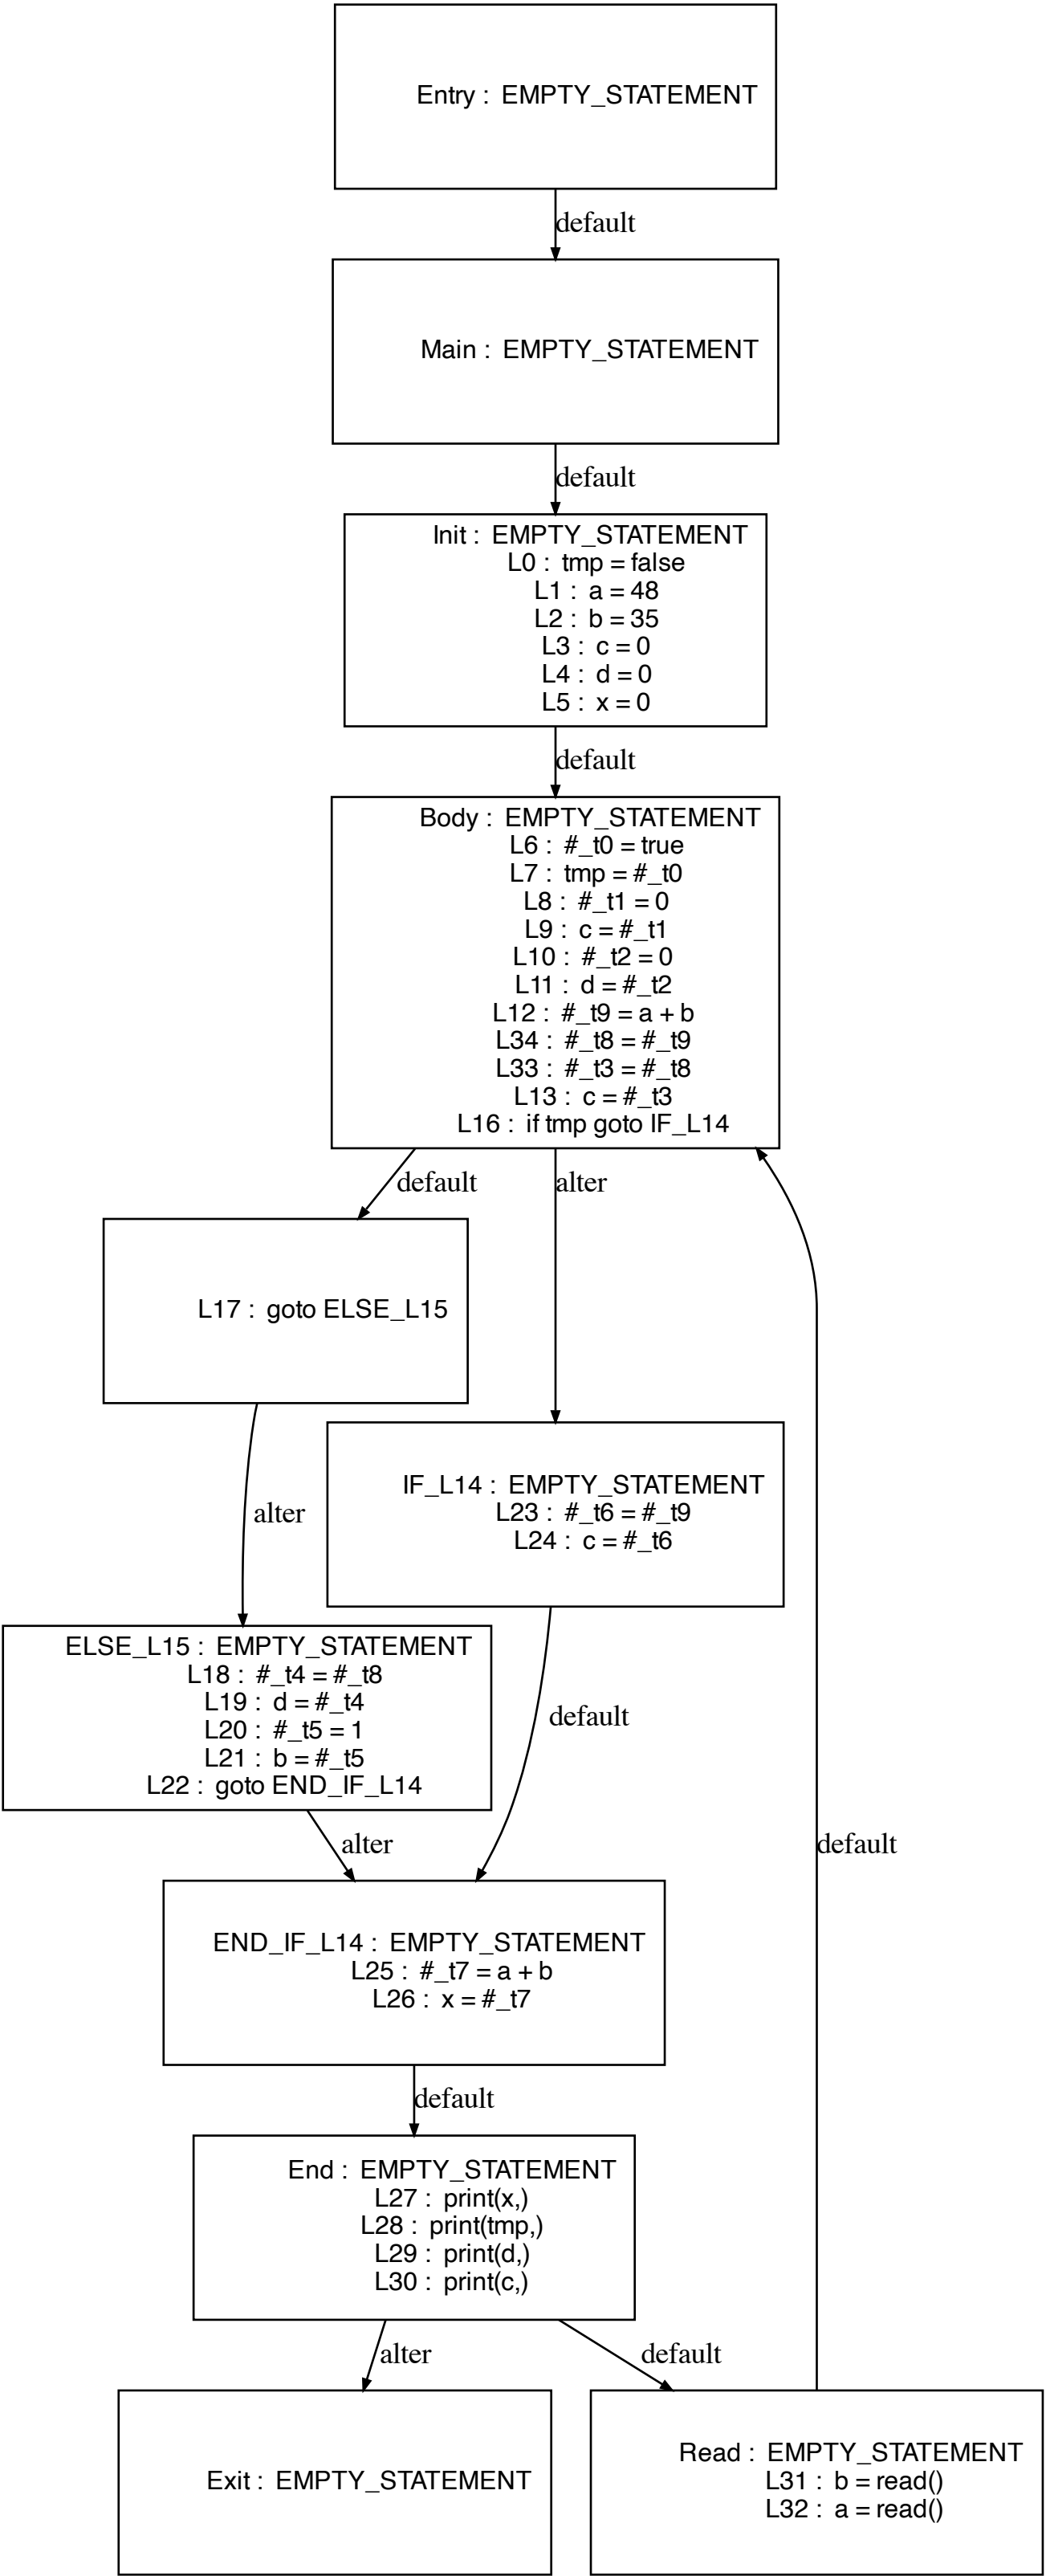 Entry :  EMPTY_STATEMENT
default
Main :  EMPTY_STATEMENT
default
Init :  EMPTY_STATEMENT
L0 :  tmp = false
L1 :  a = 48
L2 :  b = 35
L3 :  c = 0
L4 :  d = 0
L5 :  x = 0
default
Body :  EMPTY_STATEMENT
L6 :  #_t0 = true
L7 :  tmp = #_t0
L8 :  #_t1 = 0
L9 :  c = #_t1
L10 :  #_t2 = 0
L11 :  d = #_t2
L12 :  #_t9 = a + b
L34 :  #_t8 = #_t9
L33 :  #_t3 = #_t8
L13 :  c = #_t3
L16 :  if tmp goto IF_L14
default
alter
L17 :  goto ELSE_L15
IF_L14 :  EMPTY_STATEMENT
L23 :  #_t6 = #_t9
L24 :  c = #_t6
alter
ELSE_L15 :  EMPTY_STATEMENT
L18 :  #_t4 = #_t8
L19 :  d = #_t4
L20 :  #_t5 = 1
L21 :  b = #_t5
L22 :  goto END_IF_L14
default
alter
default
END_IF_L14 :  EMPTY_STATEMENT
L25 :  #_t7 = a + b
L26 :  x = #_t7
default
End :  EMPTY_STATEMENT
L27 :  print(x,)
L28 :  print(tmp,)
L29 :  print(d,)
L30 :  print(c,)
alter
default
Exit :  EMPTY_STATEMENT
Read :  EMPTY_STATEMENT
L31 :  b = read()
L32 :  a = read()